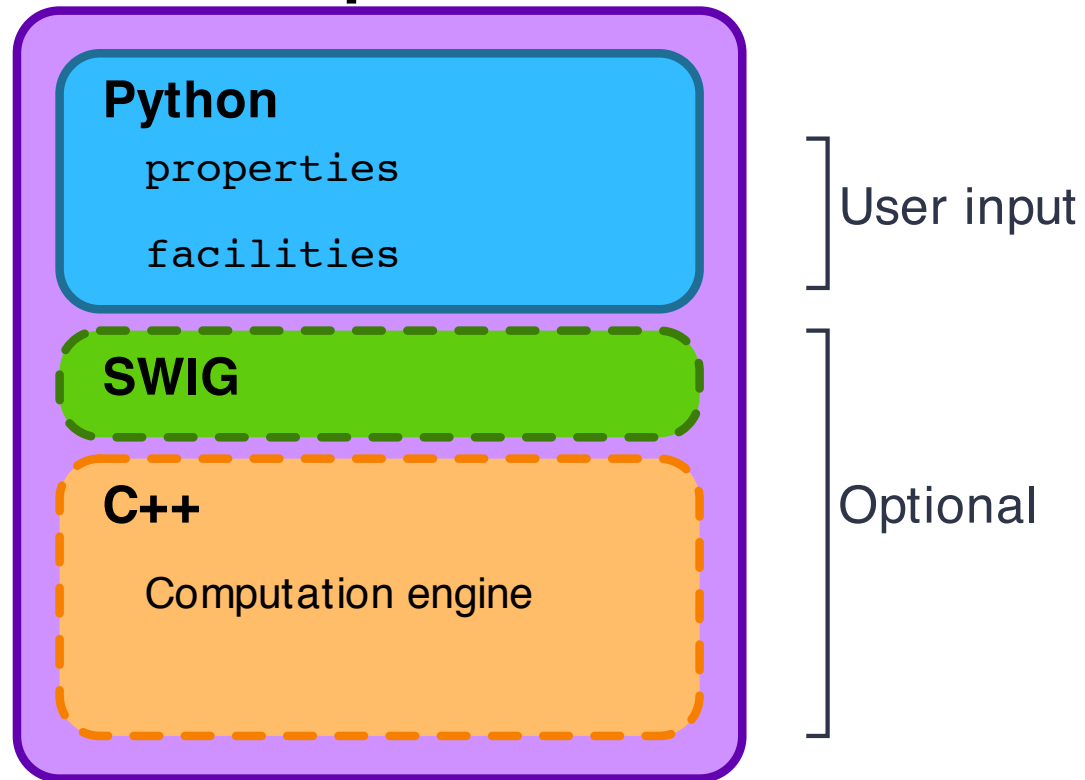 Python
properties
facilities
User input
SWIG
C++
Computation engine
Optional